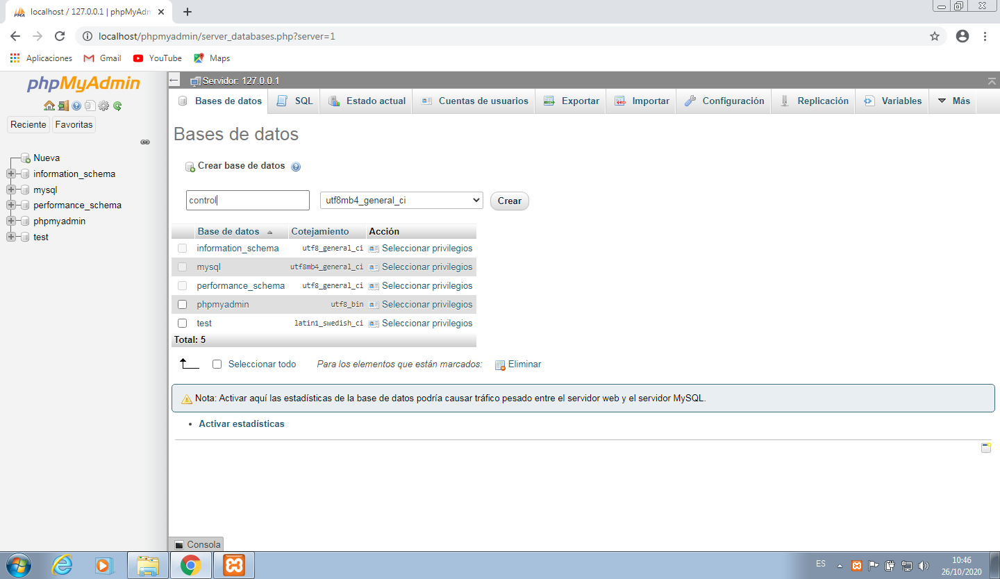 localhost / 127.0.0.1 | phpMyAdm
localhost/phpmyadmin/server_databases.php?server=1
Aplicaciones Gmail YouTube Maps
phpMyAdmin
Reciente Favoritas
Nueva
information_schema
mysql
performance_schema
phpmyadmin
test
Servidor: 127.0.0.1
Bases de datos SQL Estado actual Cuentas de usuarios Exportar Importar Configuración Replicación Variables Más
Bases de datos
Crear base de datos
control utf8mb4_general_ci Crear
Base de datos Cotejamiento Acción
information_schema utf8_general_ci Seleccionar privilegios
mysql utf8mb4_general_ci Seleccionar privilegios
performance_schema utf8_general_ci Seleccionar privilegios
phpmyadmin utf8_bin Seleccionar privilegios
test latin1_swedish_ci Seleccionar privilegios
Total: 5
Seleccionar todo Para los elementos que están marcados: Eliminar
Nota: Activar aquí las estadísticas de la base de datos podría causar tráfico pesado entre el servidor web y el servidor MySQL.
• Activar estadísticas
Consola
ES 10:46
26/10/2020